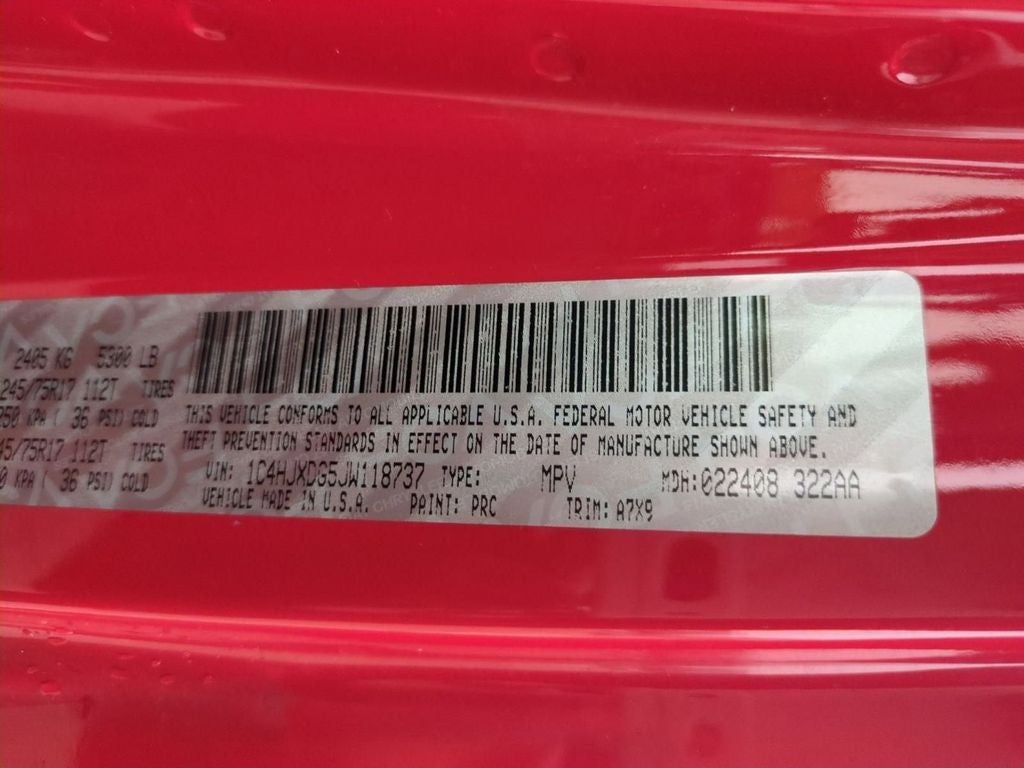 2405 KG 5300 LB
245/75R17 112T TIRES
250 KPA ( 36 PSI) COLD
45/75R17 112T
0 KPA ( 36 PSI) COLD
THIS VEHICLE CONFORMS TO ALL APPLICABLE U.S.A. FEDERAL MOTOR VEHICLE SAFETY AND
THEFT PREVENTION STANDARDS IN EFFECT ON THE DATE OF MANUFACTURE SHOWN ABOVE.
VIN: 1C4HJXDG5JW118737 TYPE: MPV MDH:022408 322AA
VEHICLE MADE IN U.S.A. PAINT: PRC TRIM: A7X9